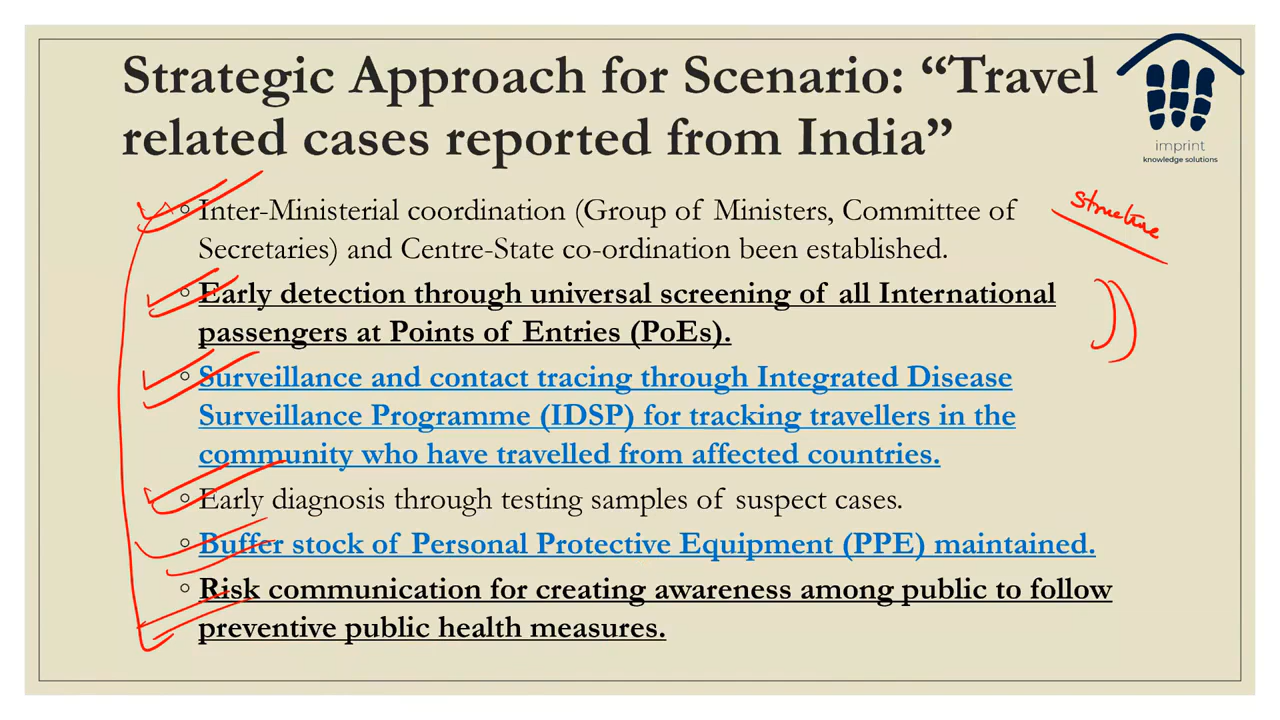 Strategic Approach for Scenario: “Travel
related cases reported from India”
imprint
knowledge solutions
structure
Inter-Ministerial coordination (Group of Ministers, Committee of
Secretaries) and Centre-State co-ordination been established.
Early detection through universal screening of all International
passengers at Points of Entries (PoEs).
Surveillance and contact tracing through Integrated Disease
Surveillance Programme (IDSP) for tracking travellers in the
community who have travelled from affected countries.
Early diagnosis through testing samples of suspect cases.
Buffer stock of Personal Protective Equipment (PPE) maintained.
Risk communication for creating awareness among public to follow
preventive public health measures.